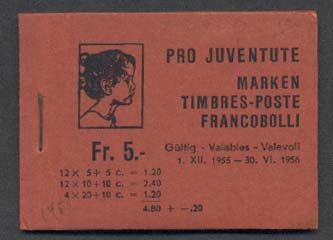 PRO JUVENTUTE
MARKEN
TIMBRES-POSTE
FRANCOBOLLI
Fr. 5.-
Gültig - Valables - Valevoli
1. XII. 1955 — 30. VI. 1956
12 × 5 + 5 c. = 1.20
12 × 10 + 10 c. = 2.40
4 × 20 + 10 c. = 1.20
4.80 + —.20